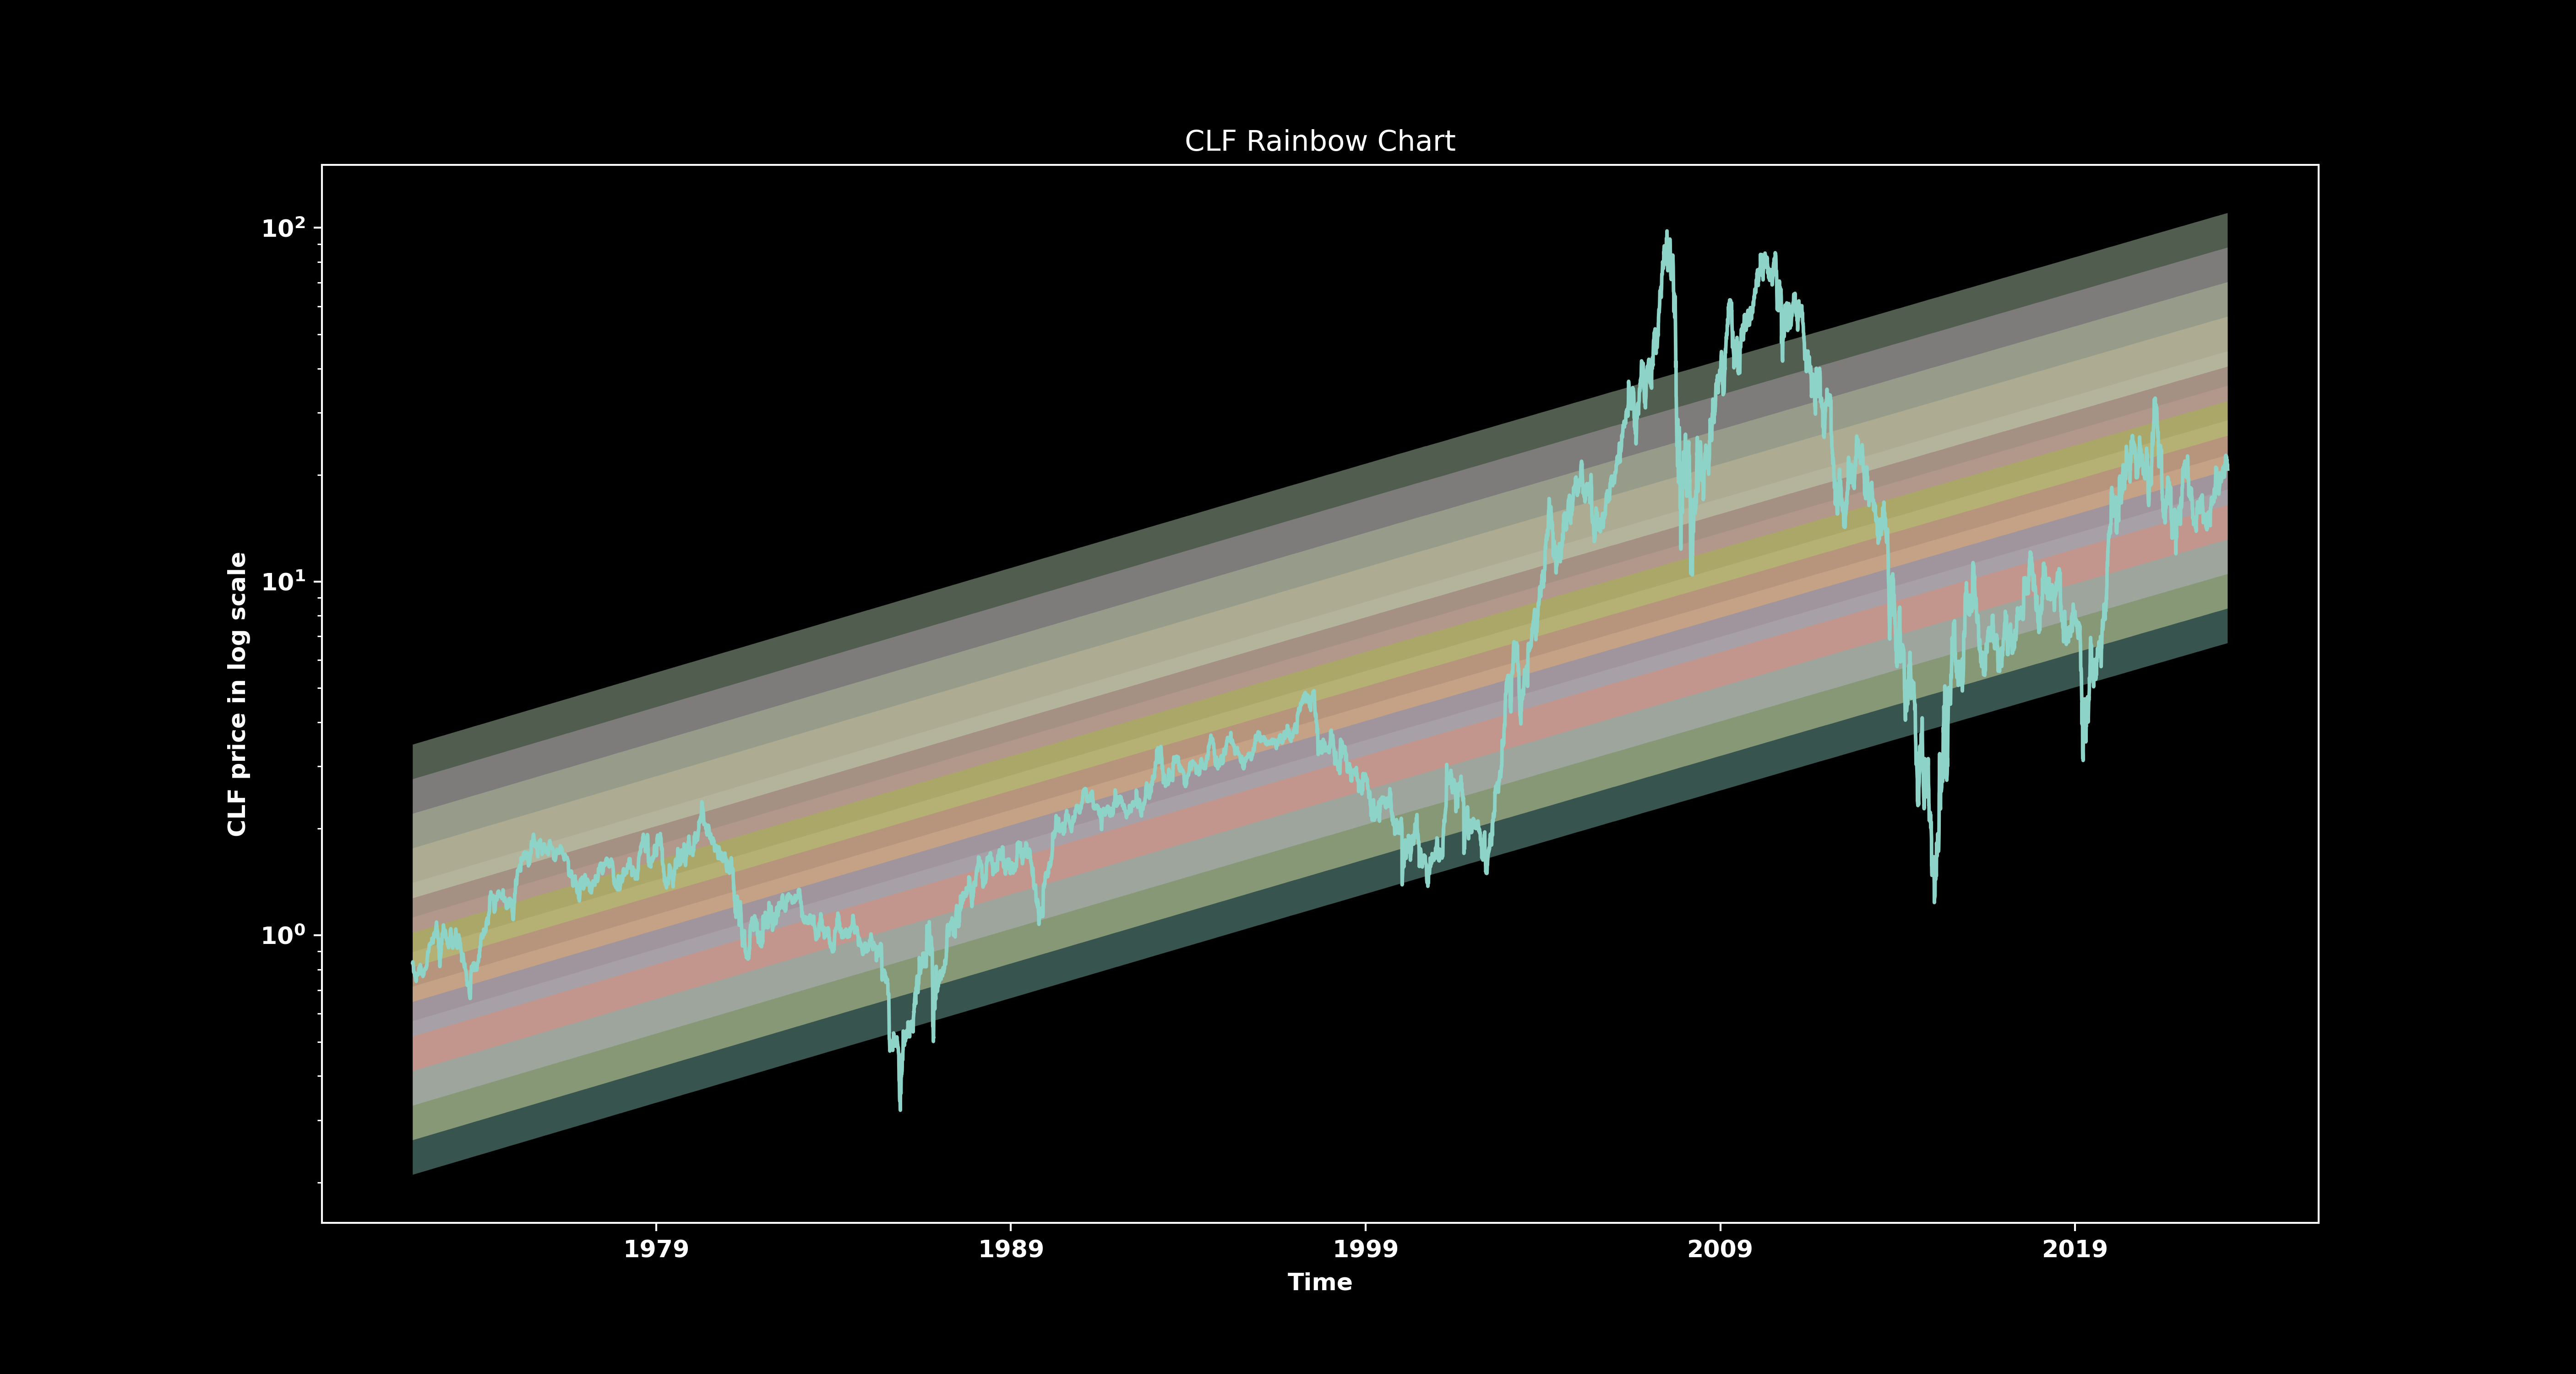 CLF Rainbow Chart
10²
10¹
10⁰
CLF price in log scale
1979 1989 1999 2009 2019
Time